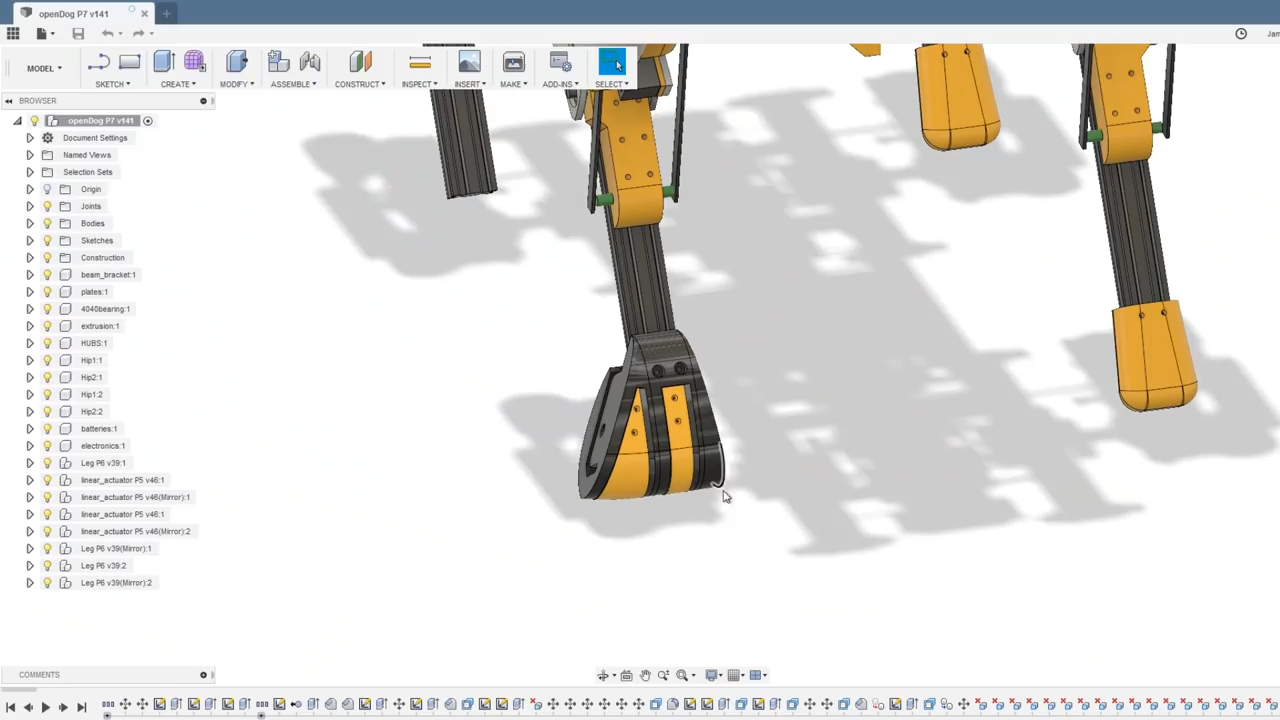 openDog P7 v141
Jam
MODEL
SKETCH
CREATE
MODIFY
ASSEMBLE
CONSTRUCT
INSPECT
INSERT
MAKE
ADD-INS
SELECT
BROWSER
openDog P7 v141
Document Settings
Named Views
Selection Sets
Origin
Joints
Bodies
Sketches
Construction
beam_bracket:1
plates:1
4040bearing:1
extrusion:1
HUBS:1
Hip1:1
Hip2:1
Hip1:2
Hip2:2
batteries:1
electronics:1
Leg P6 v39:1
linear_actuator P5 v46:1
linear_actuator P5 v46(Mirror):1
linear_actuator P5 v46:1
linear_actuator P5 v46(Mirror):2
Leg P6 v39(Mirror):1
Leg P6 v39:2
Leg P6 v39(Mirror):2
COMMENTS